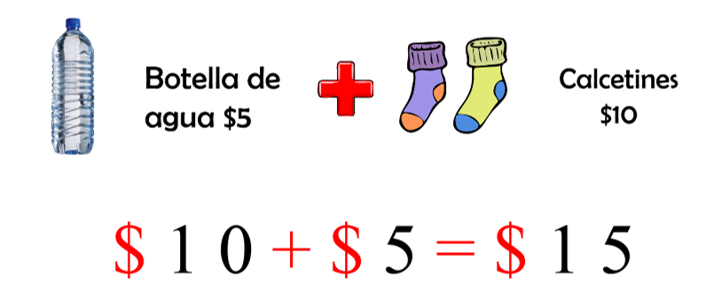 Botella de
agua $5
Calcetines
$10
$ 1 0 + $ 5 = $ 1 5